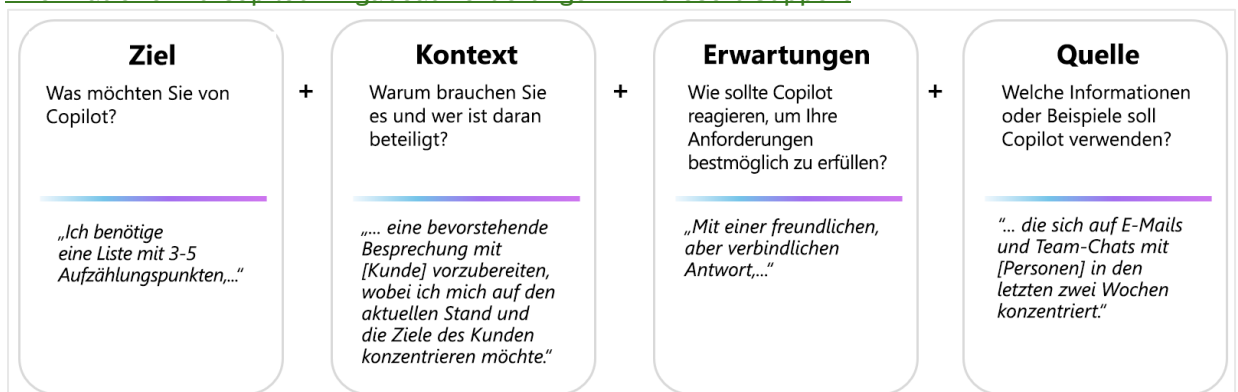 Ziel
Was möchten Sie von
Copilot?
„Ich benötige
eine Liste mit 3-5
Aufzählungspunkten,...“
+
Kontext
Warum brauchen Sie
es und wer ist daran
beteiligt?
„... eine bevorstehende
Besprechung mit
[Kunde] vorzubereiten,
wobei ich mich auf den
aktuellen Stand und
die Ziele des Kunden
konzentrieren möchte.“
+
Erwartungen
Wie sollte Copilot
reagieren, um Ihre
Anforderungen
bestmöglich zu erfüllen?
„Mit einer freundlichen,
aber verbindlichen
Antwort,...“
+
Quelle
Welche Informationen
oder Beispiele soll
Copilot verwenden?
“... die sich auf E-Mails
und Team-Chats mit
[Personen] in den
letzten zwei Wochen
konzentriert.“